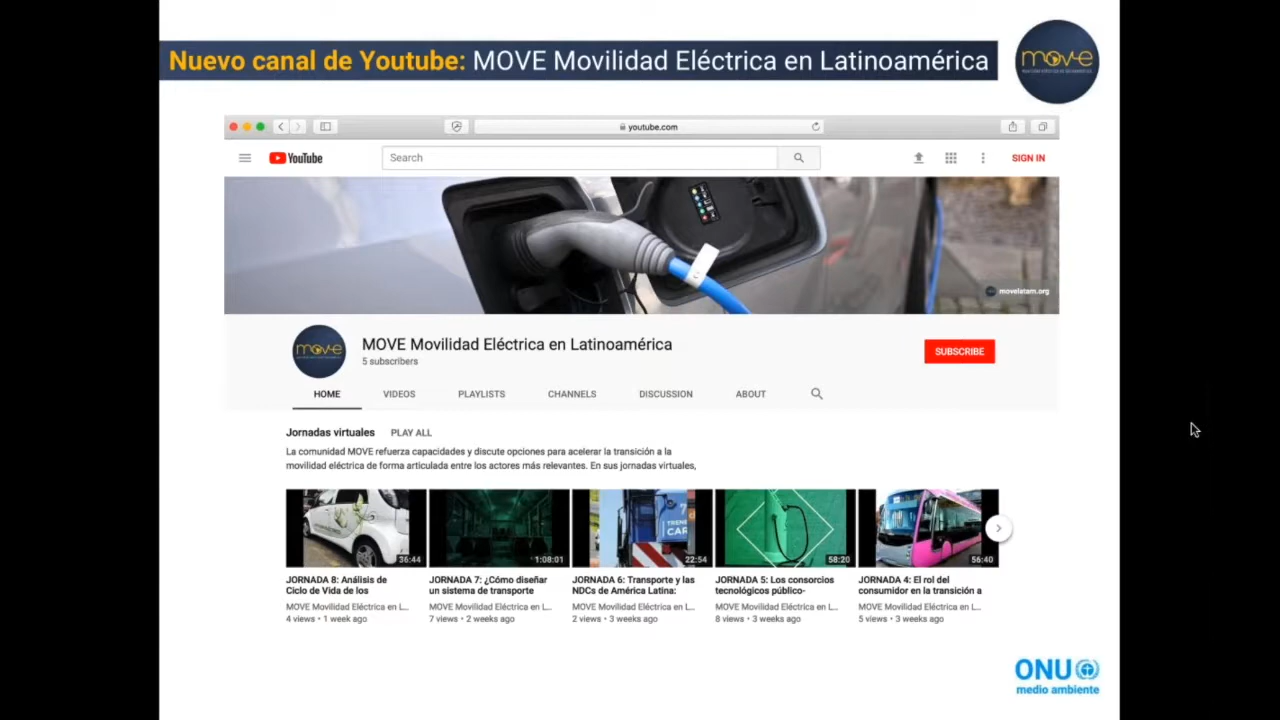 Nuevo canal de Youtube: MOVE Movilidad Eléctrica en Latinoamérica
move
youtube.com
YouTube
Search
SIGN IN
movelatam.org
move
MOVE Movilidad Eléctrica en Latinoamérica
5 subscribers
SUBSCRIBE
HOME VIDEOS PLAYLISTS CHANNELS DISCUSSION ABOUT
Jornadas virtuales PLAY ALL
La comunidad MOVE refuerza capacidades y discute opciones para acelerar la transición a la
movilidad eléctrica de forma articulada entre los actores más relevantes. En sus jornadas virtuales,
TRENE
CAR
36:44 1:08:01 22:54 58:20 56:40
JORNADA 8: Análisis de
Ciclo de Vida de los
MOVE Movilidad Eléctrica en L...
4 views • 1 week ago
JORNADA 7: ¿Cómo diseñar
un sistema de transporte
MOVE Movilidad Eléctrica en L...
7 views • 2 weeks ago
JORNADA 6: Transporte y las
NDCs de América Latina:
MOVE Movilidad Eléctrica en L...
2 views • 3 weeks ago
JORNADA 5: Los consorcios
tecnológicos público-
MOVE Movilidad Eléctrica en L...
8 views • 3 weeks ago
JORNADA 4: El rol del
consumidor en la transición a
MOVE Movilidad Eléctrica en L...
5 views • 3 weeks ago
ONU
medio ambiente